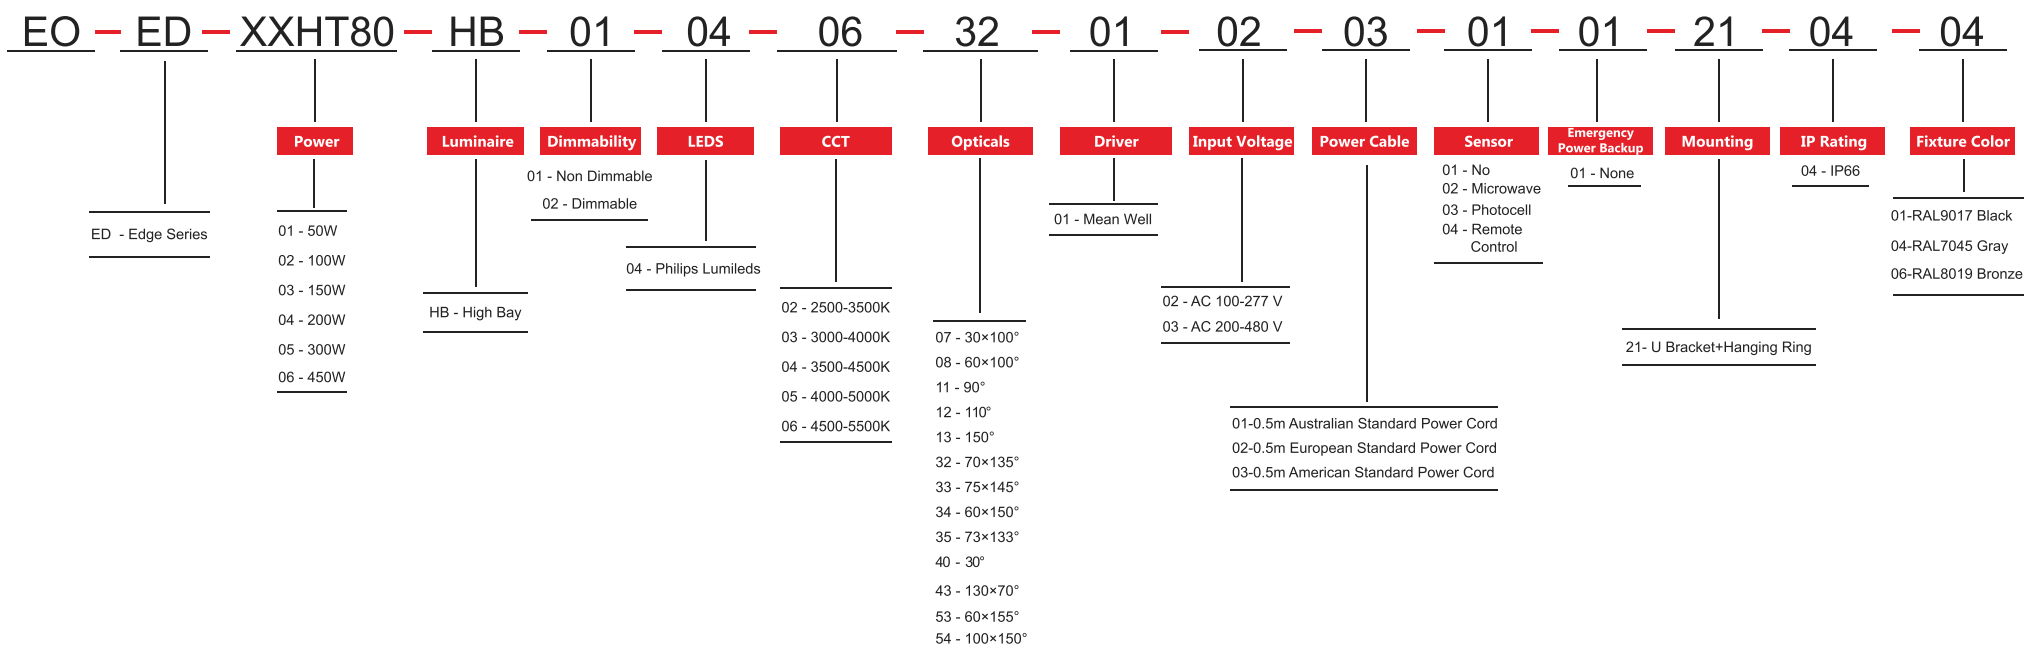 EO — ED — XXHT80 — HB — 01 — 04 — 06 — 32 — 01 — 02 — 03 — 01 — 01 — 21 — 04 — 04
ED - Edge Series
Power
01 - 50W
02 - 100W
03 - 150W
04 - 200W
05 - 300W
06 - 450W
Luminaire
HB - High Bay
Dimmability
01 - Non Dimmable
02 - Dimmable
LEDS
04 - Philips Lumileds
CCT
02 - 2500-3500K
03 - 3000-4000K
04 - 3500-4500K
05 - 4000-5000K
06 - 4500-5500K
Opticals
07 - 30×100°
08 - 60×100°
11 - 90°
12 - 110°
13 - 150°
32 - 70×135°
33 - 75×145°
34 - 60×150°
35 - 73×133°
40 - 30°
43 - 130×70°
53 - 60×155°
54 - 100×150°
Driver
01 - Mean Well
Input Voltage
02 - AC 100-277 V
03 - AC 200-480 V
Power Cable
01-0.5m Australian Standard Power Cord
02-0.5m European Standard Power Cord
03-0.5m American Standard Power Cord
Sensor
01 - No
02 - Microwave
03 - Photocell
04 - Remote
Control
Emergency
Power Backup
01 - None
Mounting
21- U Bracket+Hanging Ring
IP Rating
04 - IP66
Fixture Color
01-RAL9017 Black
04-RAL7045 Gray
06-RAL8019 Bronze